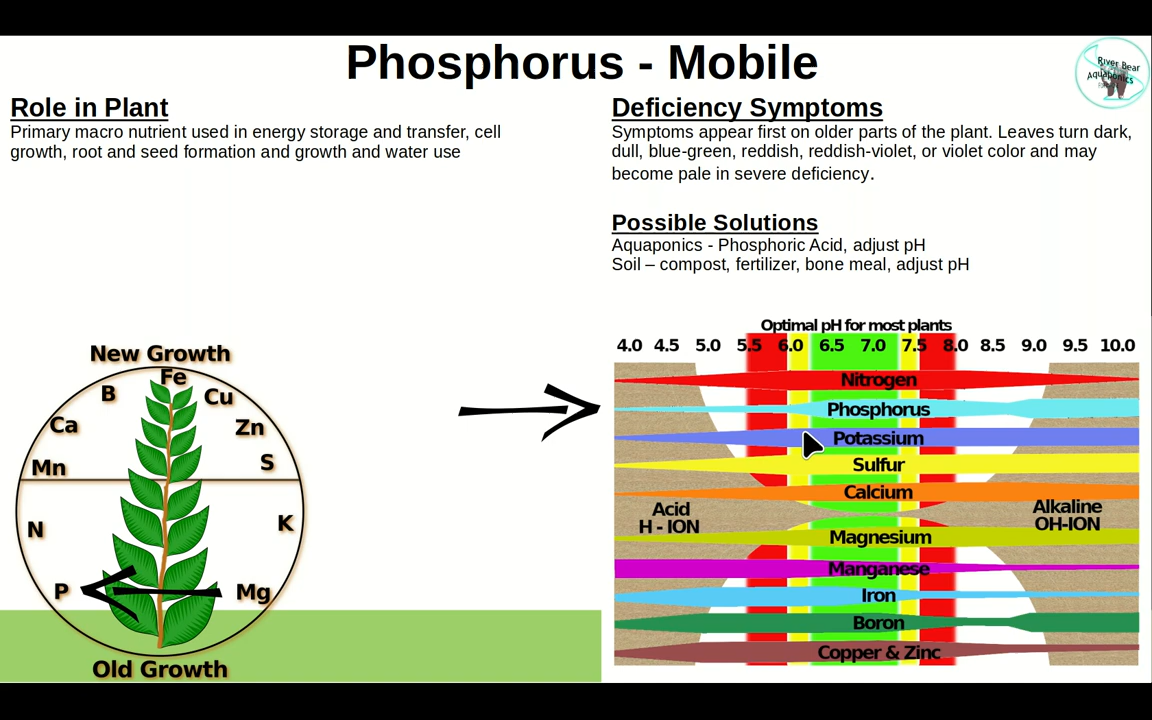 Phosphorus - Mobile
River Bear
Aquaponics
Role in Plant
Primary macro nutrient used in energy storage and transfer, cell
growth, root and seed formation and growth and water use
Deficiency Symptoms
Symptoms appear first on older parts of the plant. Leaves turn dark,
dull, blue-green, reddish, reddish-violet, or violet color and may
become pale in severe deficiency.
Possible Solutions
Aquaponics - Phosphoric Acid, adjust pH
Soil – compost, fertilizer, bone meal, adjust pH
New Growth
Fe
B
Cu
Ca
Zn
Mn
S
N
K
P
Mg
Old Growth
Optimal pH for most plants
4.0 4.5 5.0 5.5 6.0 6.5 7.0 7.5 8.0 8.5 9.0 9.5 10.0
Nitrogen
Phosphorus
Potassium
Sulfur
Calcium
Acid
H - ION
Alkaline
OH-ION
Magnesium
Manganese
Iron
Boron
Copper & Zinc